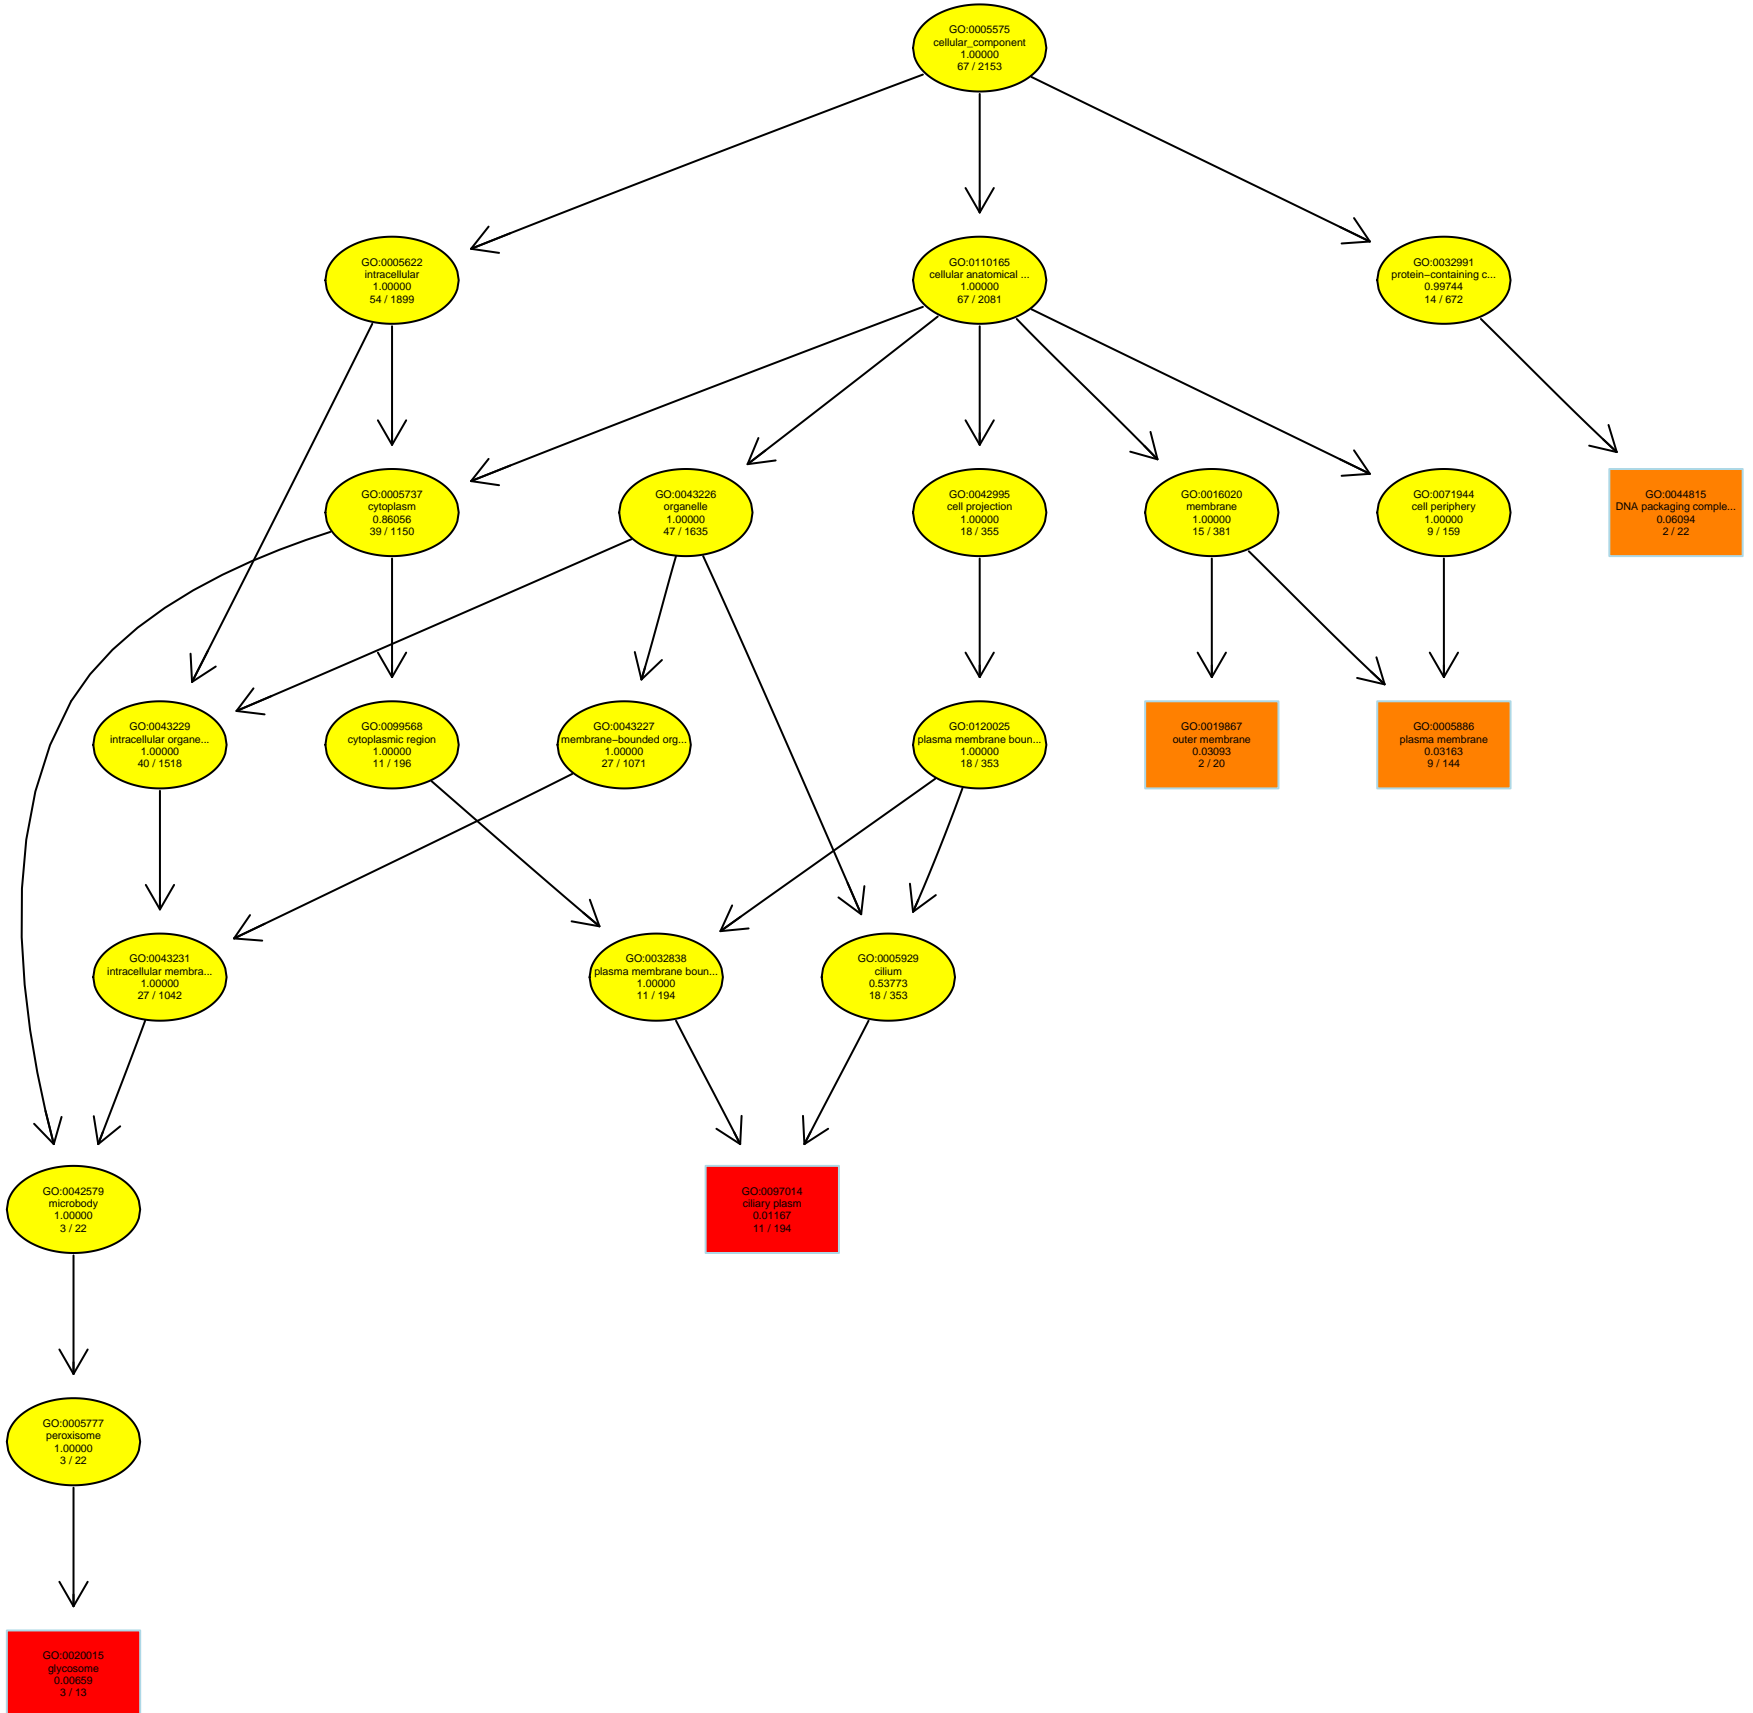 GO:0005575
cellular_component
1.00000
67 / 2153
GO:0005622
intracellular
1.00000
54 / 1899
GO:0110165
cellular anatomical ...
1.00000
67 / 2081
GO:0032991
protein−containing c...
0.99744
14 / 672
GO:0005737
cytoplasm
0.86056
39 / 1150
GO:0043226
organelle
1.00000
47 / 1635
GO:0042995
cell projection
1.00000
18 / 355
GO:0016020
membrane
1.00000
15 / 381
GO:0071944
cell periphery
1.00000
9 / 159
GO:0044815
DNA packaging comple...
0.06094
2 / 22
GO:0043229
intracellular organe...
1.00000
40 / 1518
GO:0099568
cytoplasmic region
1.00000
11 / 196
GO:0043227
membrane−bounded org...
1.00000
27 / 1071
GO:0120025
plasma membrane boun...
1.00000
18 / 353
GO:0019867
outer membrane
0.03093
2 / 20
GO:0005886
plasma membrane
0.03163
9 / 144
GO:0043231
intracellular membra...
1.00000
27 / 1042
GO:0032838
plasma membrane boun...
1.00000
11 / 194
GO:0005929
cilium
0.53773
18 / 353
GO:0042579
microbody
1.00000
3 / 22
GO:0097014
ciliary plasm
0.01167
11 / 194
GO:0005777
peroxisome
1.00000
3 / 22
GO:0020015
glycosome
0.00659
3 / 13